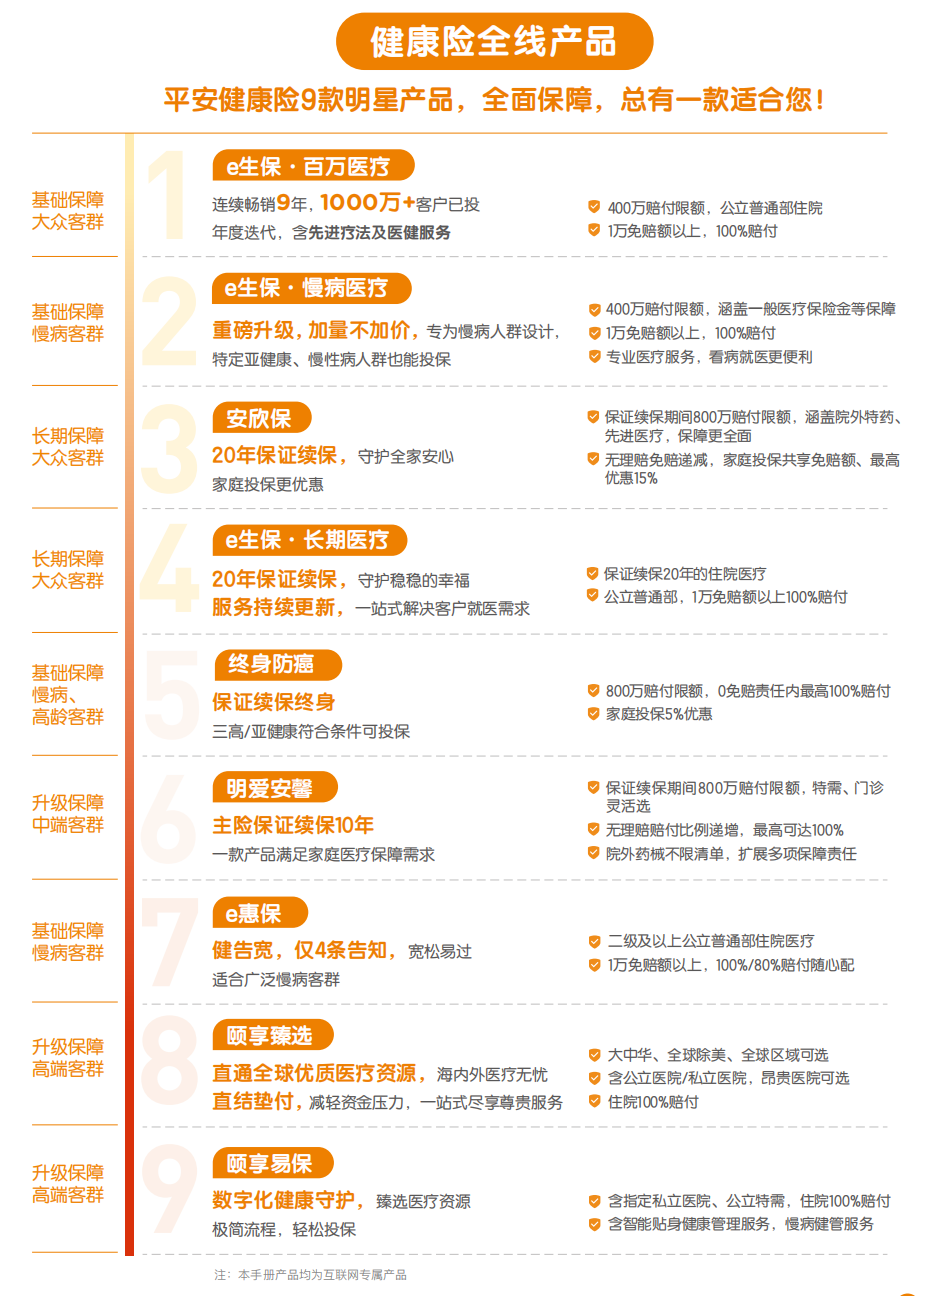 健康险全线产品
平安健康险9款明星产品，全面保障，总有一款适合您！
基础保障
大众客群
1
e生保·百万医疗
连续畅销9年，1000万+客户已投
年度迭代，含先进疗法及医健服务
400万赔付限额，公立普通部住院
1万免赔额以上，100%赔付
基础保障
慢病客群
2
e生保·慢病医疗
重磅升级，加量不加价，专为慢病人群设计，
特定亚健康、慢性病人群也能投保
400万赔付限额，涵盖一般医疗保险金等保障
1万免赔额以上，100%赔付
专业医疗服务，看病就医更便利
长期保障
大众客群
3
安欣保
20年保证续保，守护全家安心
家庭投保更优惠
保证续保期间800万赔付限额，涵盖院外特药、
先进医疗，保障更全面
无理赔免赔递减，家庭投保共享免赔额、最高
优惠15%
长期保障
大众客群
4
e生保·长期医疗
20年保证续保，守护稳稳的幸福
服务持续更新，一站式解决客户就医需求
保证续保20年的住院医疗
公立普通部，1万免赔额以上100%赔付
基础保障
慢病、
高龄客群
5
终身防癌
保证续保终身
三高/亚健康符合条件可投保
800万赔付限额，0免赔责任内最高100%赔付
家庭投保5%优惠
升级保障
中端客群
6
明爱安馨
主险保证续保10年
一款产品满足家庭医疗保障需求
保证续保期间800万赔付限额，特需、门诊
灵活选
无理赔赔付比例递增，最高可达100%
院外药械不限清单，扩展多项保障责任
基础保障
慢病客群
7
e惠保
健告宽，仅4条告知，宽松易过
适合广泛慢病客群
二级及以上公立普通部住院医疗
1万免赔额以上，100%/80%赔付随心配
升级保障
高端客群
8
颐享臻选
直通全球优质医疗资源，海内外医疗无忧
直结垫付，减轻资金压力，一站式尽享尊贵服务
大中华、全球除美、全球区域可选
含公立医院/私立医院，昂贵医院可选
住院100%赔付
升级保障
高端客群
9
颐享易保
数字化健康守护，臻选医疗资源
极简流程，轻松投保
含指定私立医院、公立特需，住院100%赔付
含智能贴身健康管理服务，慢病健管服务
注：本手册产品均为互联网专属产品